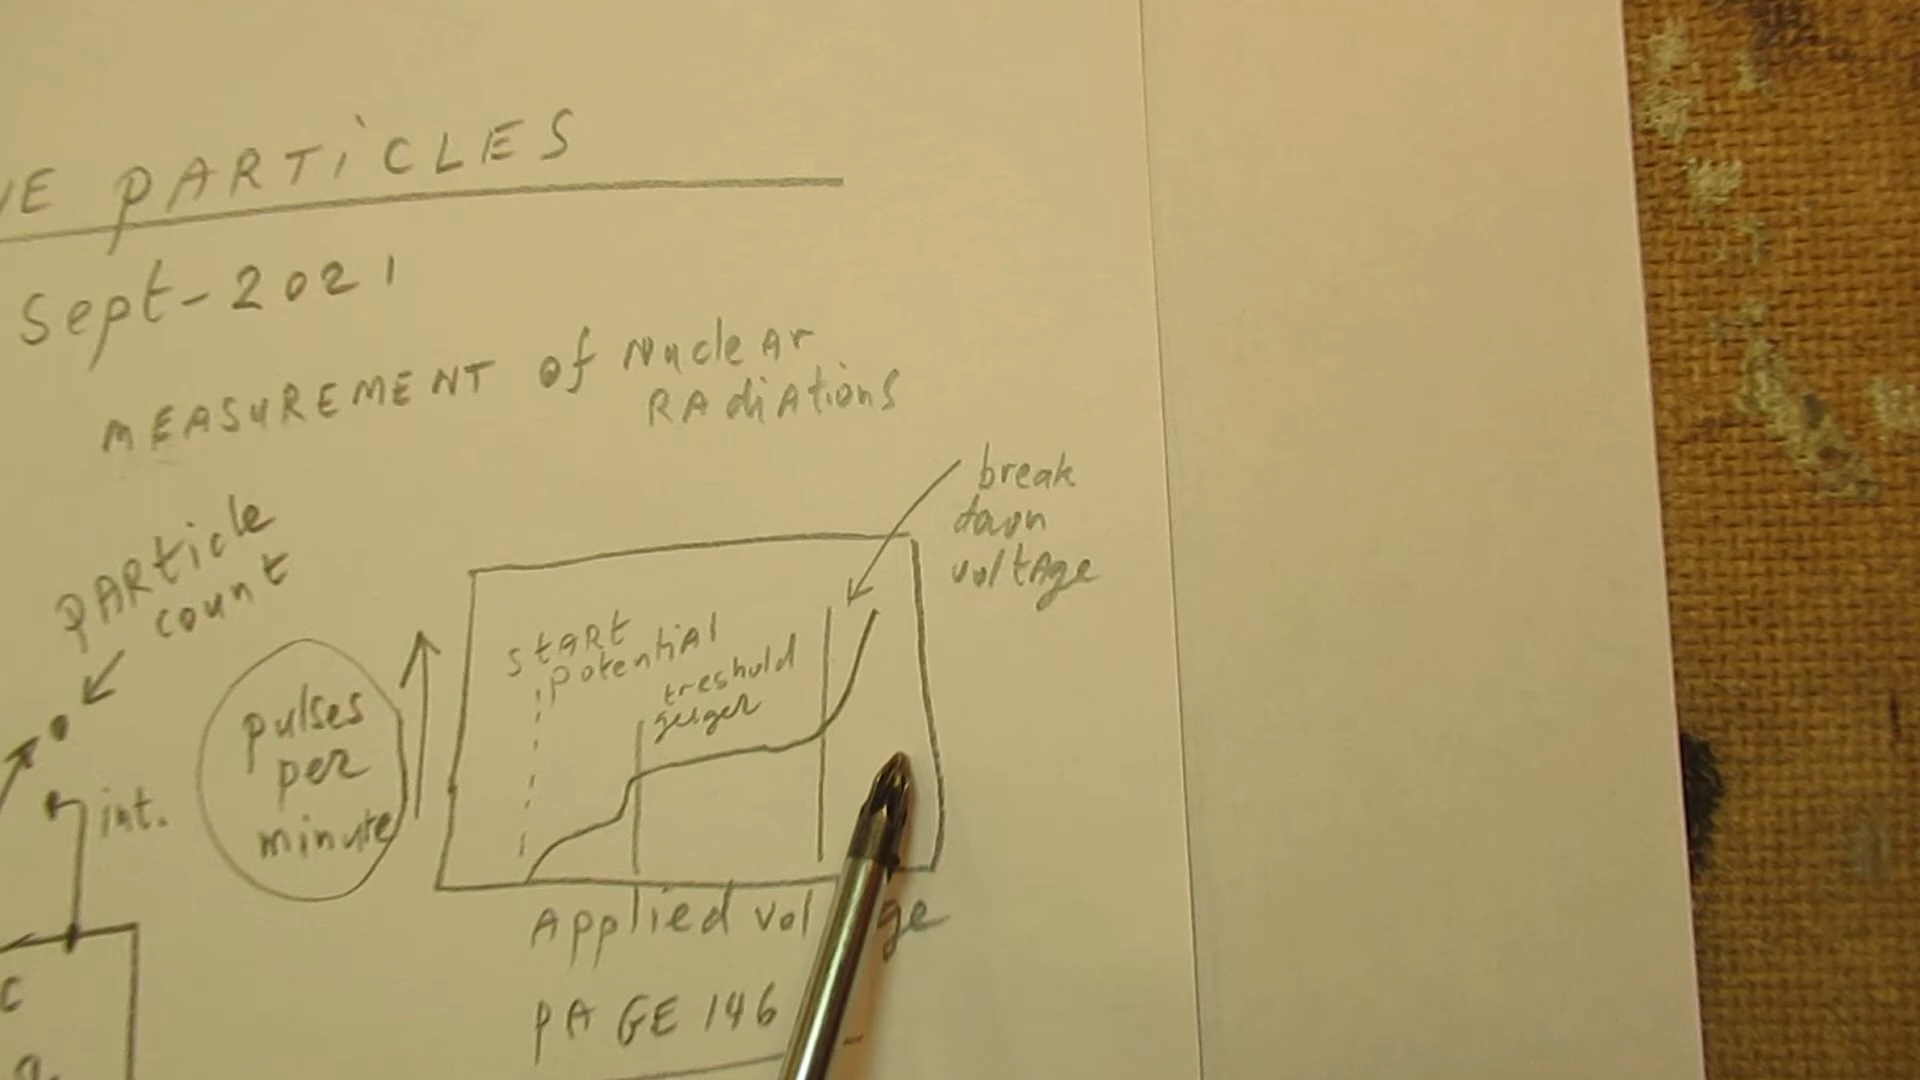 PARTiCLES
Sept-2021
MEASUREMENT of Nuclear
RAdiAtions
PARticle
count
break
down
voltAge
StARt
potentiAl
treshold
geiger
pulses
per
minute
int.
Applied vol ge
PAGE 146